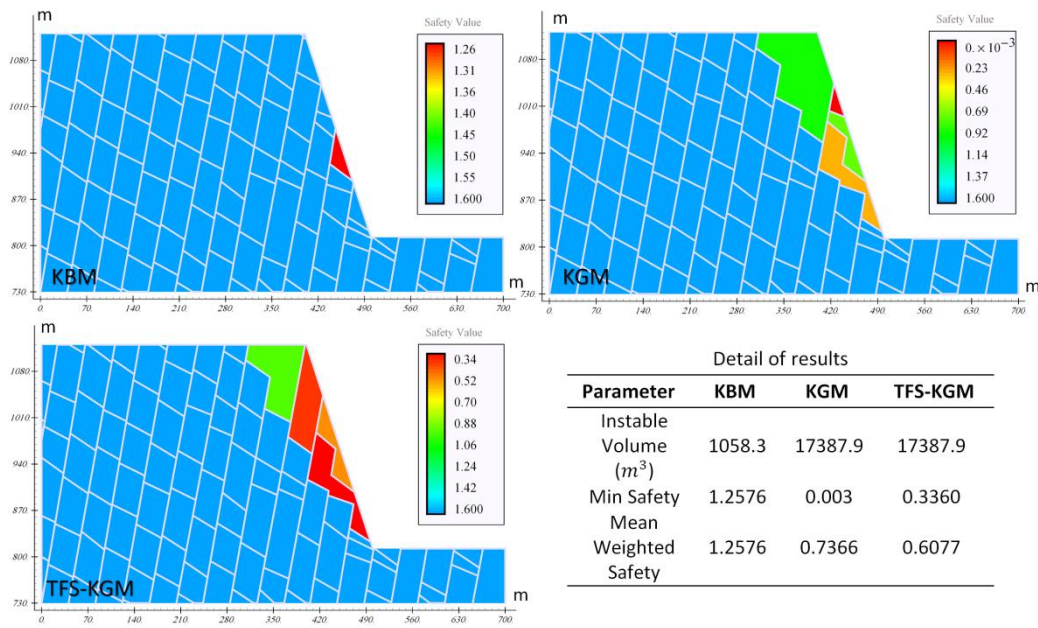 m
Safety Value
1.26
1.31
1.36
1.40
1.45
1.50
1.55
1.600
1080
1010
940
870
800
730
KBM
m
0 70 140 210 280 350 420 490 560 630 700
m
Safety Value
0.×10⁻³
0.23
0.46
0.69
0.92
1.14
1.37
1.600
1080
1010
940
870
800
730
KGM
m
0 70 140 210 280 350 420 490 560 630 700
m
Safety Value
0.34
0.52
0.70
0.88
1.06
1.24
1.42
1.600
1080
1010
940
870
800
730
TFS-KGM
m
0 70 140 210 280 350 420 490 560 630 700
Detail of results
Parameter KBM KGM TFS-KGM
Instable
Volume 1058.3 17387.9 17387.9
(m³)
Min Safety 1.2576 0.003 0.3360
Mean
Weighted 1.2576 0.7366 0.6077
Safety